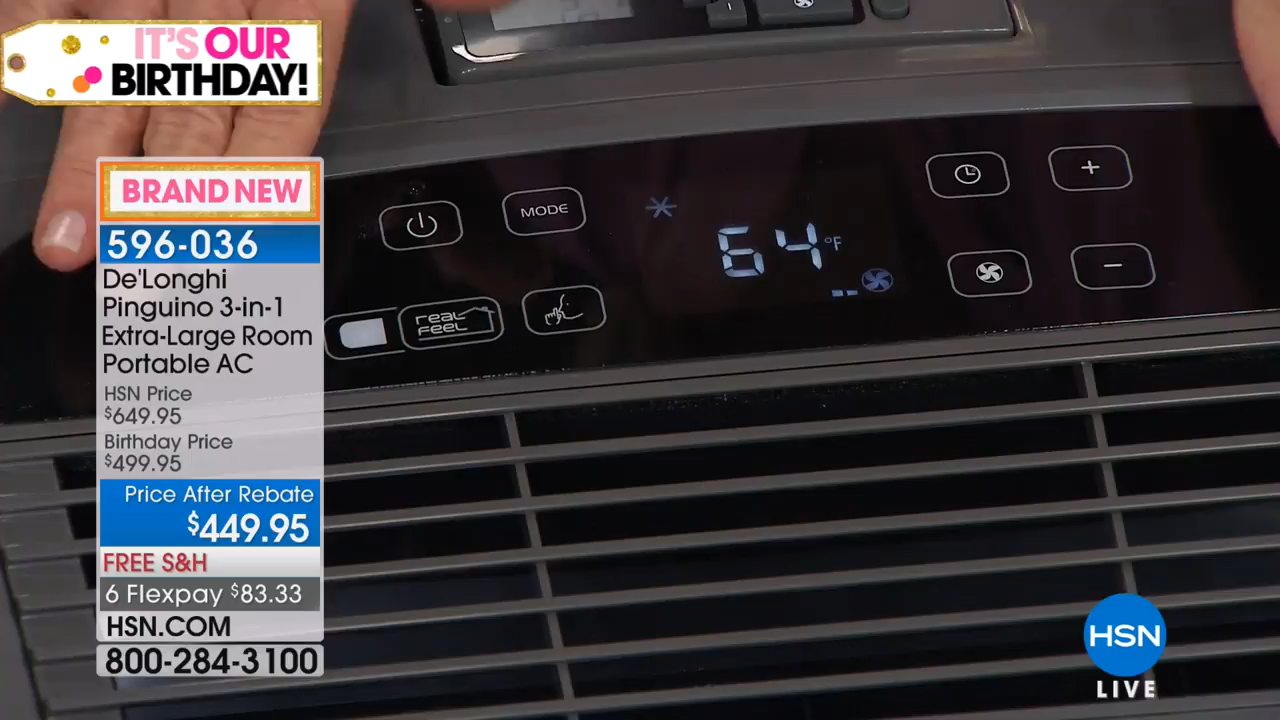 IT'S OUR
BIRTHDAY!
BRAND NEW
596-036
De'Longhi
Pinguino 3-in-1
Extra-Large Room
Portable AC
HSN Price
$649.95
Birthday Price
$499.95
Price After Rebate
$449.95
FREE S&H
6 Flexpay $83.33
HSN.COM
800-284-3100
MODE
64°F
real
feel
+
−
HSN
LIVE